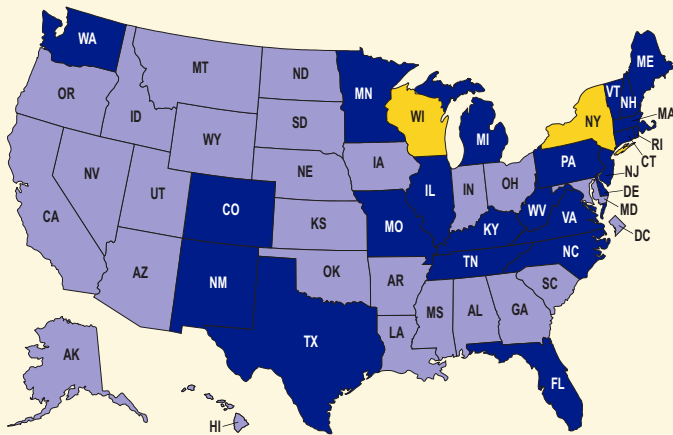 WA
ME
MT
ND
VT
NH
MN
OR
MA
ID
SD
WI
NY
RI
WY
MI
CT
PA
IA
NJ
NE
NV
OH
IN
DE
IL
UT
MD
CO
WV
VA
CA
KS
MO
KY
DC
NC
TN
OK
AZ
NM
AR
SC
MS
AL
GA
LA
TX
AK
FL
HI